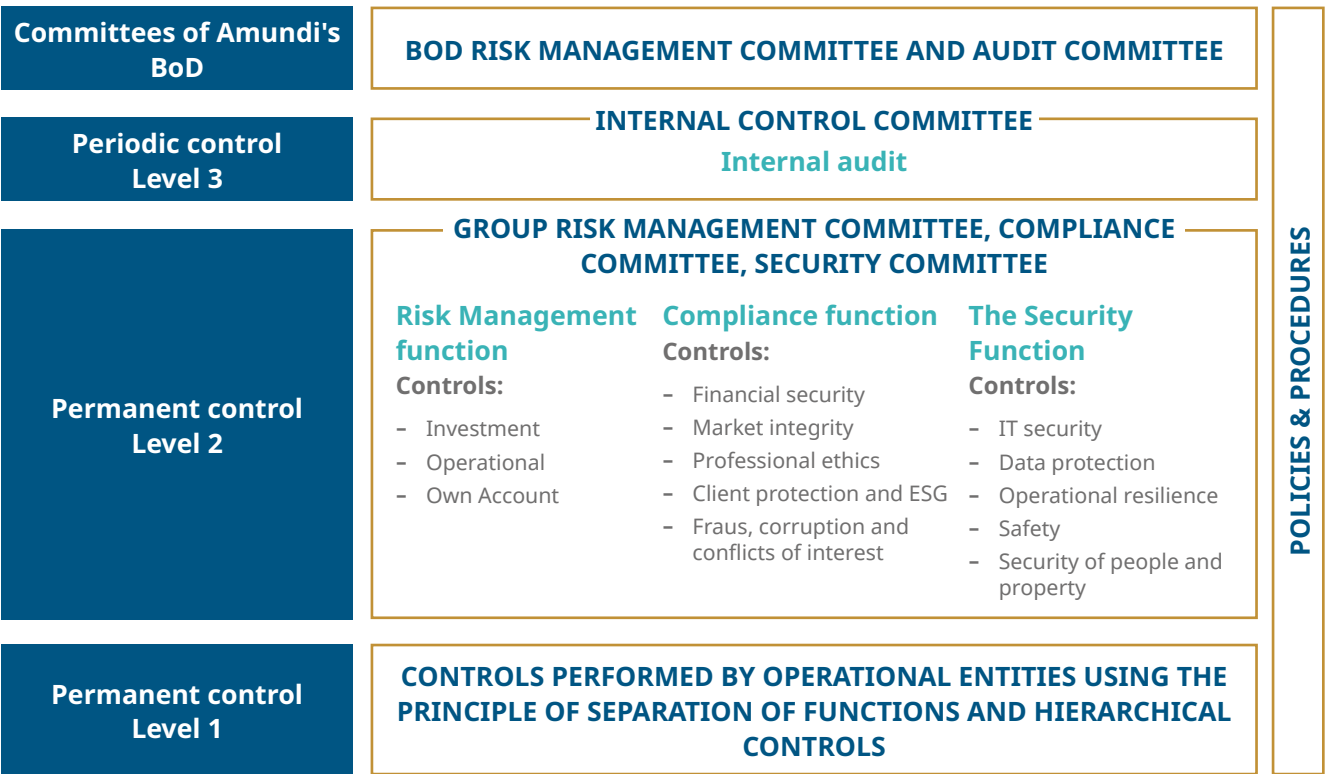 Committees of Amundi's
BoD
BOD RISK MANAGEMENT COMMITTEE AND AUDIT COMMITTEE
Periodic control
Level 3
INTERNAL CONTROL COMMITTEE
Internal audit
Permanent control
Level 2
GROUP RISK MANAGEMENT COMMITTEE, COMPLIANCE
COMMITTEE, SECURITY COMMITTEE
Risk Management
function
Controls:
– Investment
– Operational
– Own Account
Compliance function
Controls:
– Financial security
– Market integrity
– Professional ethics
– Client protection and ESG
– Fraus, corruption and
conflicts of interest
The Security
Function
Controls:
– IT security
– Data protection
– Operational resilience
– Safety
– Security of people and
property
Permanent control
Level 1
CONTROLS PERFORMED BY OPERATIONAL ENTITIES USING THE
PRINCIPLE OF SEPARATION OF FUNCTIONS AND HIERARCHICAL
CONTROLS
POLICIES & PROCEDURES